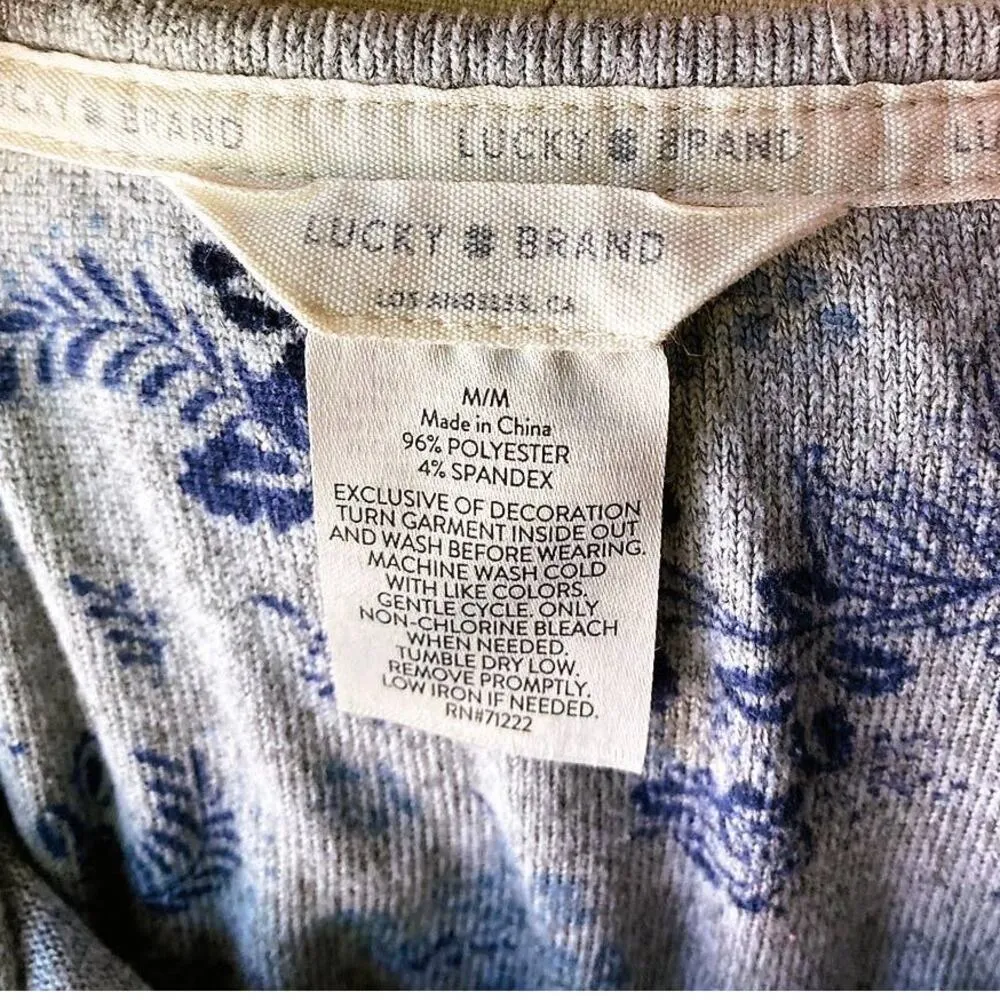 CKY BRAND LUCKY BRAND LU
LUCKY BRAND
LOS ANGELES, CA
M/M
Made in China
96% POLYESTER
4% SPANDEX
EXCLUSIVE OF DECORATION
TURN GARMENT INSIDE OUT
AND WASH BEFORE WEARING.
MACHINE WASH COLD
WITH LIKE COLORS.
GENTLE CYCLE. ONLY
NON-CHLORINE BLEACH
WHEN NEEDED.
TUMBLE DRY LOW.
REMOVE PROMPTLY.
LOW IRON IF NEEDED.
RN#71222